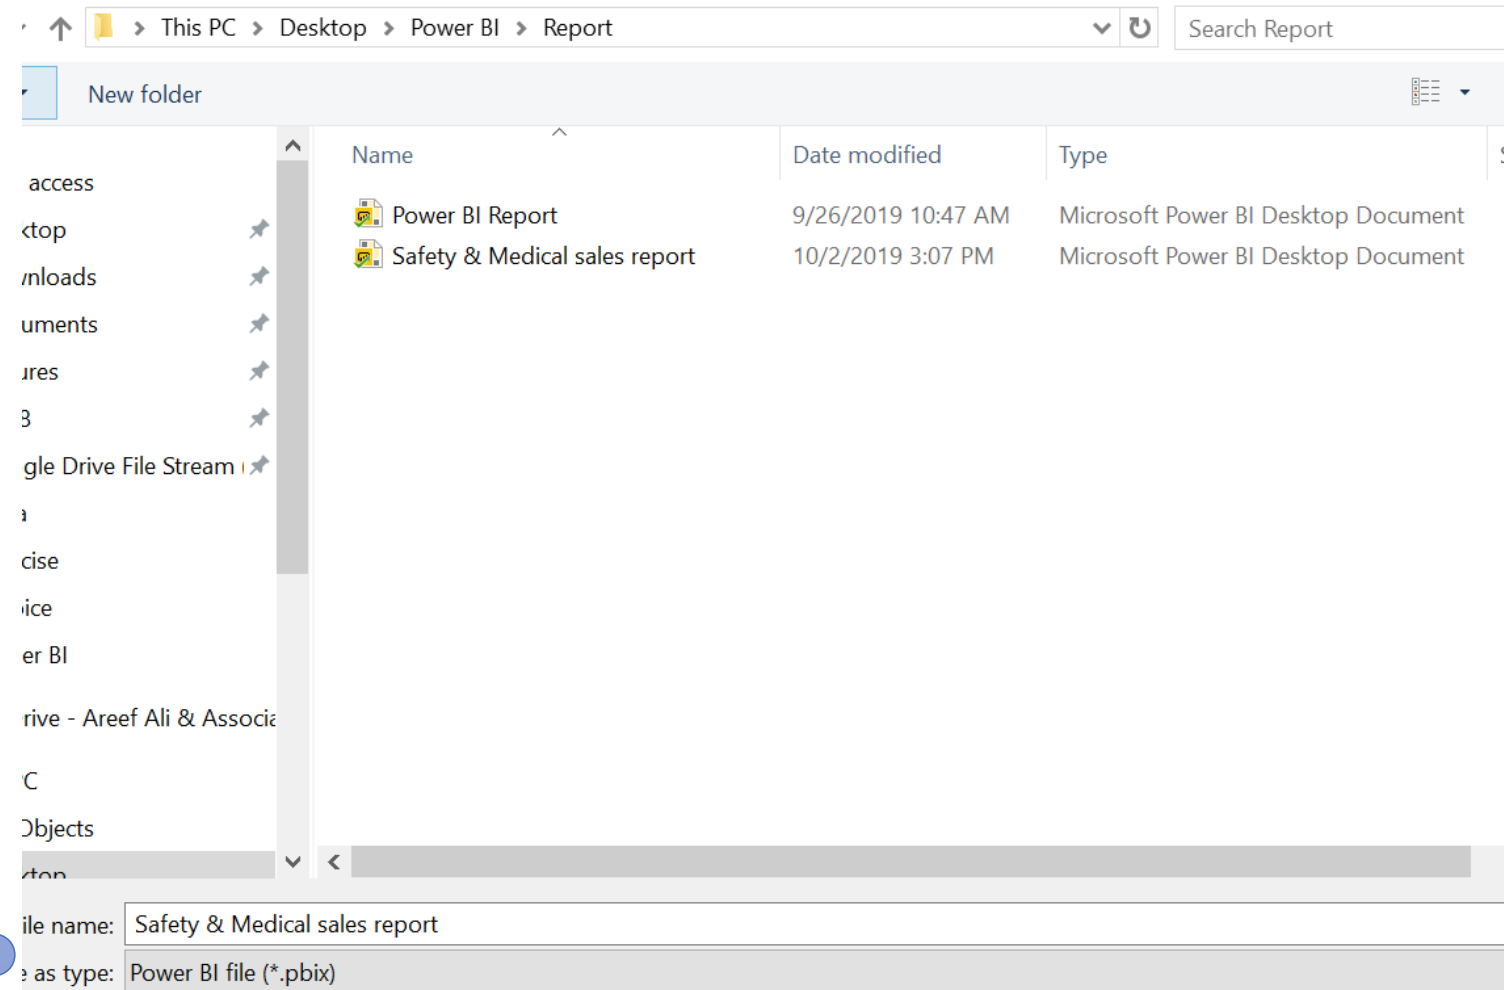 This PC > Desktop > Power BI > Report
Search Report
New folder
Name
Date modified
Type
Power BI Report 9/26/2019 10:47 AM Microsoft Power BI Desktop Document
Safety & Medical sales report 10/2/2019 3:07 PM Microsoft Power BI Desktop Document
access
ktop
wnloads
uments
ures
gle Drive File Stream
cise
ice
er BI
rive - Areef Ali & Associa
C
Objects
ktop
ile name: Safety & Medical sales report
e as type: Power BI file (*.pbix)